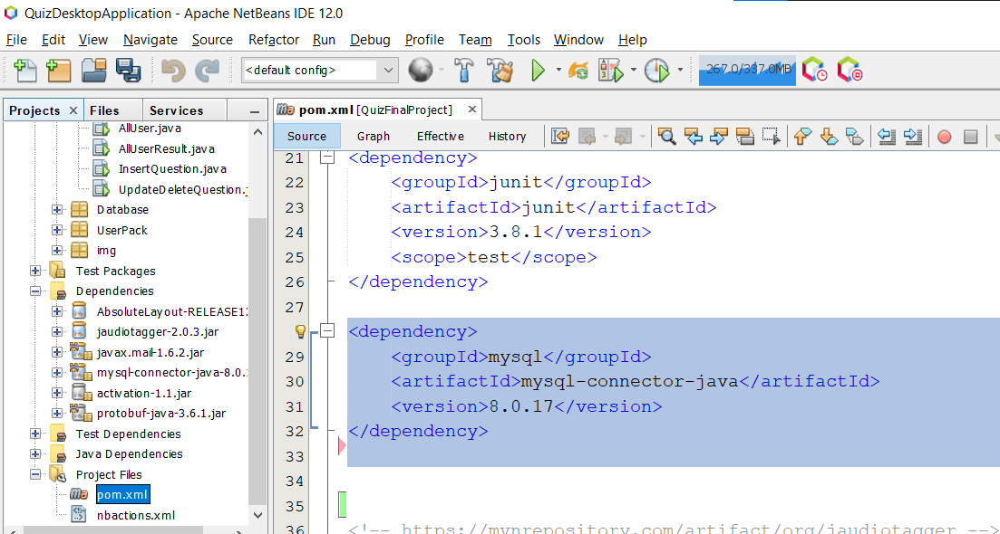 QuizDesktopApplication - Apache NetBeans IDE 12.0
File Edit View Navigate Source Refactor Run Debug Profile Team Tools Window Help
<default config>
267.0/337.0MB
Projects × Files Services
pom.xml [QuizFinalProject] ×
Source Graph Effective History
AllUser.java
AllUserResult.java
InsertQuestion.java
UpdateDeleteQuestion.j
Database
UserPack
img
Test Packages
Dependencies
AbsoluteLayout-RELEASE12
jaudiotagger-2.0.3.jar
javax.mail-1.6.2.jar
mysql-connector-java-8.0.
activation-1.1.jar
protobuf-java-3.6.1.jar
Test Dependencies
Java Dependencies
Project Files
pom.xml
nbactions.xml
21 <dependency>
22 <groupId>junit</groupId>
23 <artifactId>junit</artifactId>
24 <version>3.8.1</version>
25 <scope>test</scope>
26 </dependency>
27
<dependency>
29 <groupId>mysql</groupId>
30 <artifactId>mysql-connector-java</artifactId>
31 <version>8.0.17</version>
32 </dependency>
33
34
35
36 <!-- https://mvnrepository.com/artifact/org/jaudiotagger -->